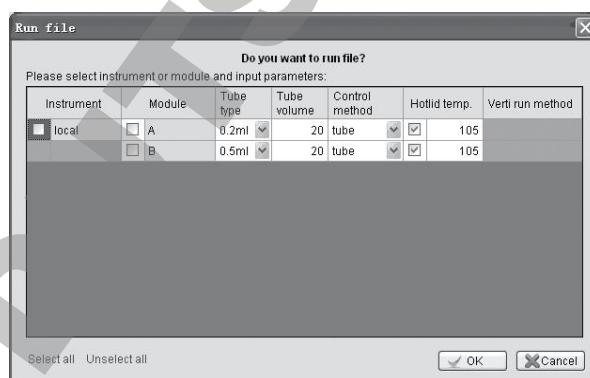 Run file
Do you want to run file?
Please select instrument or module and input parameters:
Instrument Module Tube type Tube volume Control method Hotlid temp. Verti run method
local A 0.2ml 20 tube 105
B 0.5ml 20 tube 105
Select all Unselect all OK Cancel